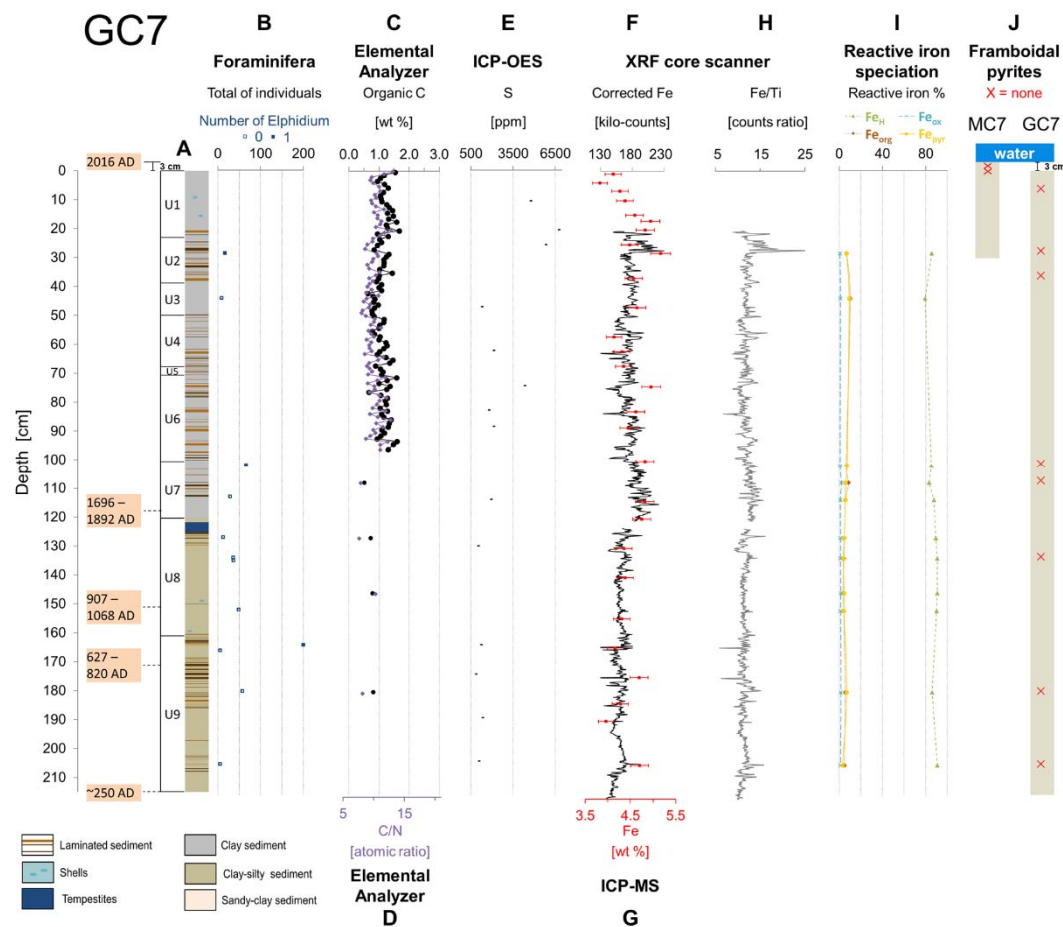 GC7
B
C
E
F
H
I
J
Foraminifera
Elemental
Analyzer
ICP-OES
XRF core scanner
Reactive iron
speciation
Framboidal
pyrites
Total of individuals
Organic C
S
Corrected Fe
Fe/Ti
Reactive iron %
X = none
Number of Elphidium
0 1
[wt %]
[ppm]
[kilo-counts]
[counts ratio]
Fe_H Fe_ox
Fe_org Fe_pyr
MC7 GC7
A
0 100 200
0.0 1.0 2.0 3.0
500 3500 6500
130 180 230
5 15 25
0 40 80
water
2016 AD
3 cm
3 cm
0
10
20
30
40
50
60
70
80
90
100
110
120
130
140
150
160
170
180
190
200
210
Depth [cm]
U1
U2
U3
U4
U5
U6
U7
U8
U9
1696 –
1892 AD
907 –
1068 AD
627 –
820 AD
~250 AD
5 15
C/N
[atomic ratio]
Elemental
Analyzer
D
3.5 4.5 5.5
Fe
[wt %]
ICP-MS
G
Laminated sediment
Shells
Tempestites
Clay sediment
Clay-silty sediment
Sandy-clay sediment